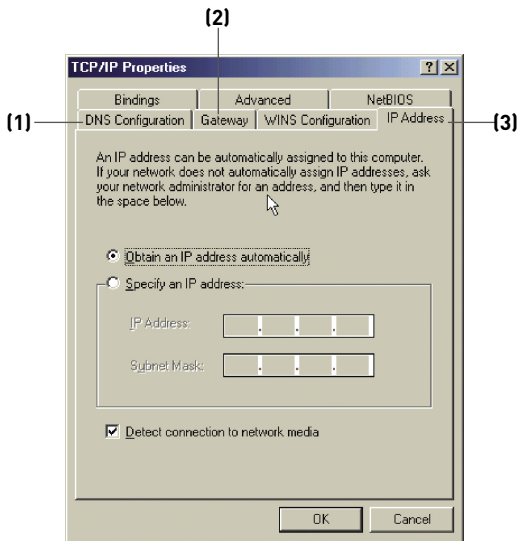 (2)
TCP/IP Properties
? X
Bindings Advanced NetBIOS
(1) DNS Configuration Gateway WINS Configuration IP Address (3)
An IP address can be automatically assigned to this computer.
If your network does not automatically assign IP addresses, ask
your network administrator for an address, and then type it in
the space below.
Obtain an IP address automatically
Specify an IP address:
IP Address: . . .
Subnet Mask: . . .
Detect connection to network media
OK Cancel